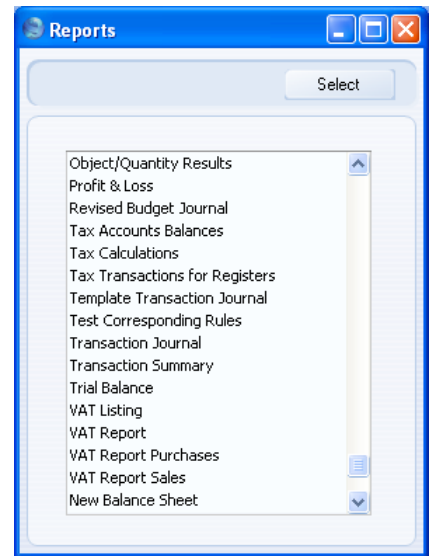 Reports
Select
Object/Quantity Results
Profit & Loss
Revised Budget Journal
Tax Accounts Balances
Tax Calculations
Tax Transactions for Registers
Template Transaction Journal
Test Corresponding Rules
Transaction Journal
Transaction Summary
Trial Balance
VAT Listing
VAT Report
VAT Report Purchases
VAT Report Sales
New Balance Sheet